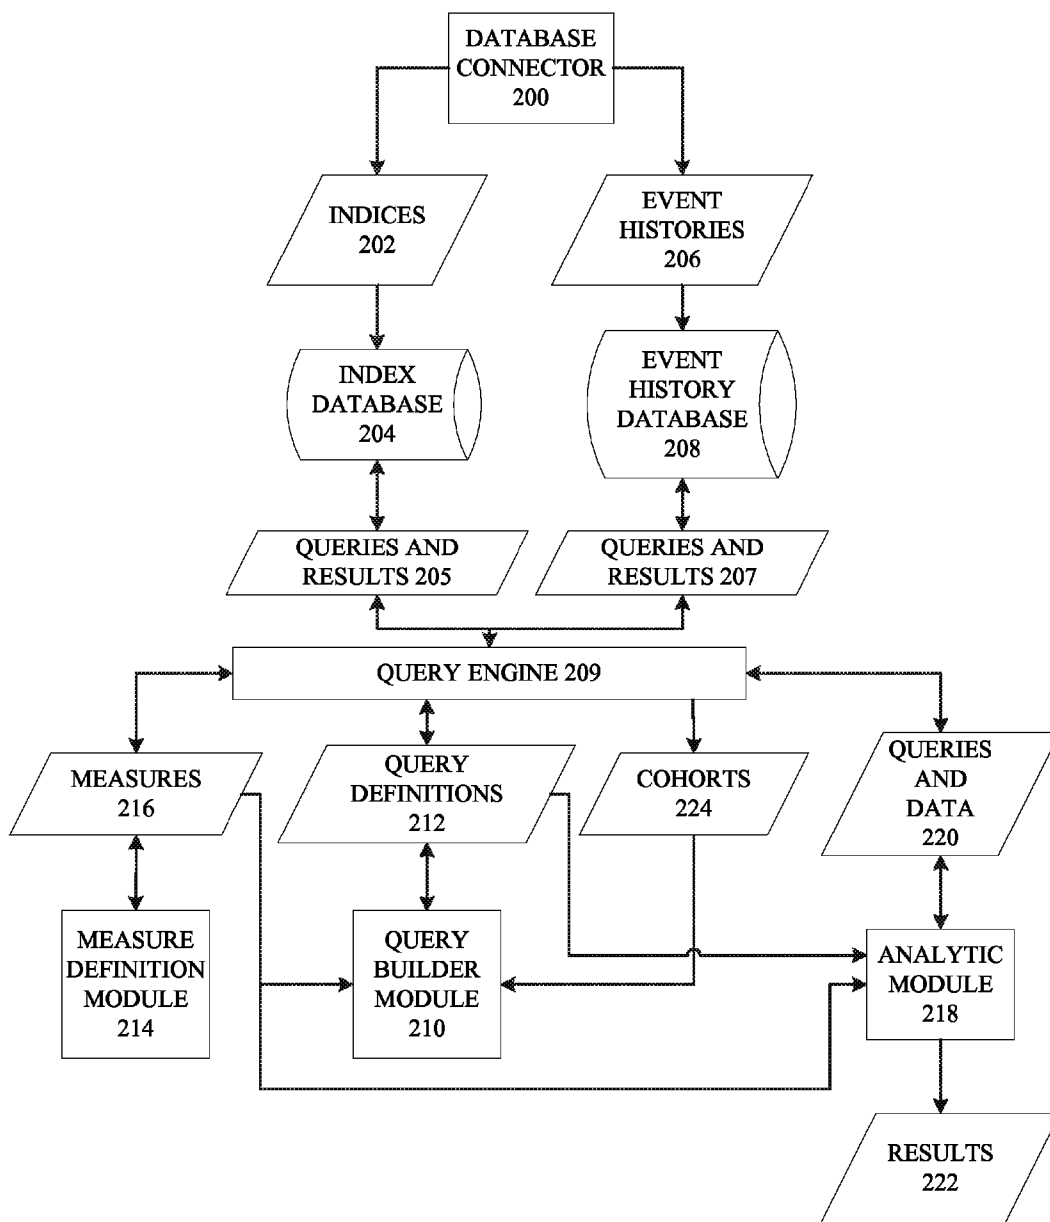 DATABASE
CONNECTOR
200
INDICES
202
EVENT
HISTORIES
206
INDEX
DATABASE
204
EVENT
HISTORY
DATABASE
208
QUERIES AND
RESULTS 205
QUERIES AND
RESULTS 207
QUERY ENGINE 209
MEASURES
216
QUERY
DEFINITIONS
212
COHORTS
224
QUERIES
AND
DATA
220
MEASURE
DEFINITION
MODULE
214
QUERY
BUILDER
MODULE
210
ANALYTIC
MODULE
218
RESULTS
222